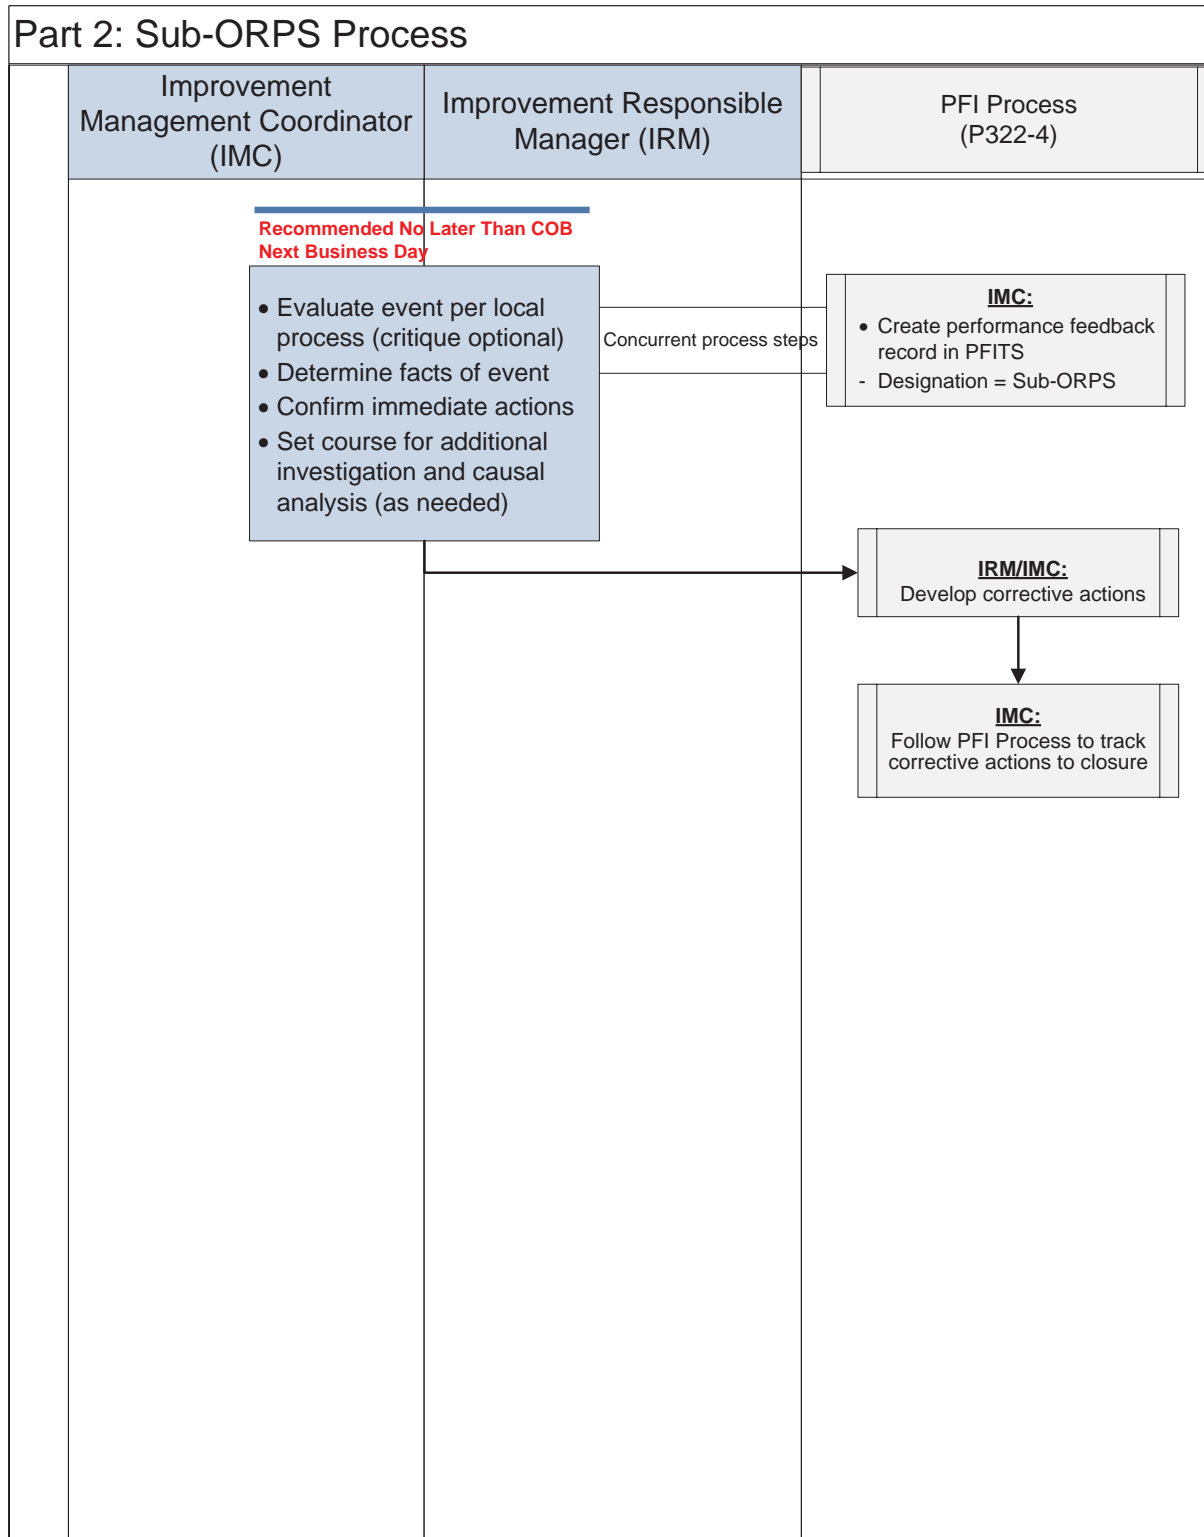 Part 2: Sub-ORPS Process
Improvement
Management Coordinator
(IMC)
Improvement Responsible
Manager (IRM)
PFI Process
(P322-4)
Recommended No Later Than COB
Next Business Day
• Evaluate event per local
process (critique optional)
• Determine facts of event
• Confirm immediate actions
• Set course for additional
investigation and causal
analysis (as needed)
Concurrent process steps
IMC:
• Create performance feedback
record in PFITS
- Designation = Sub-ORPS
IRM/IMC:
Develop corrective actions
IMC:
Follow PFI Process to track
corrective actions to closure